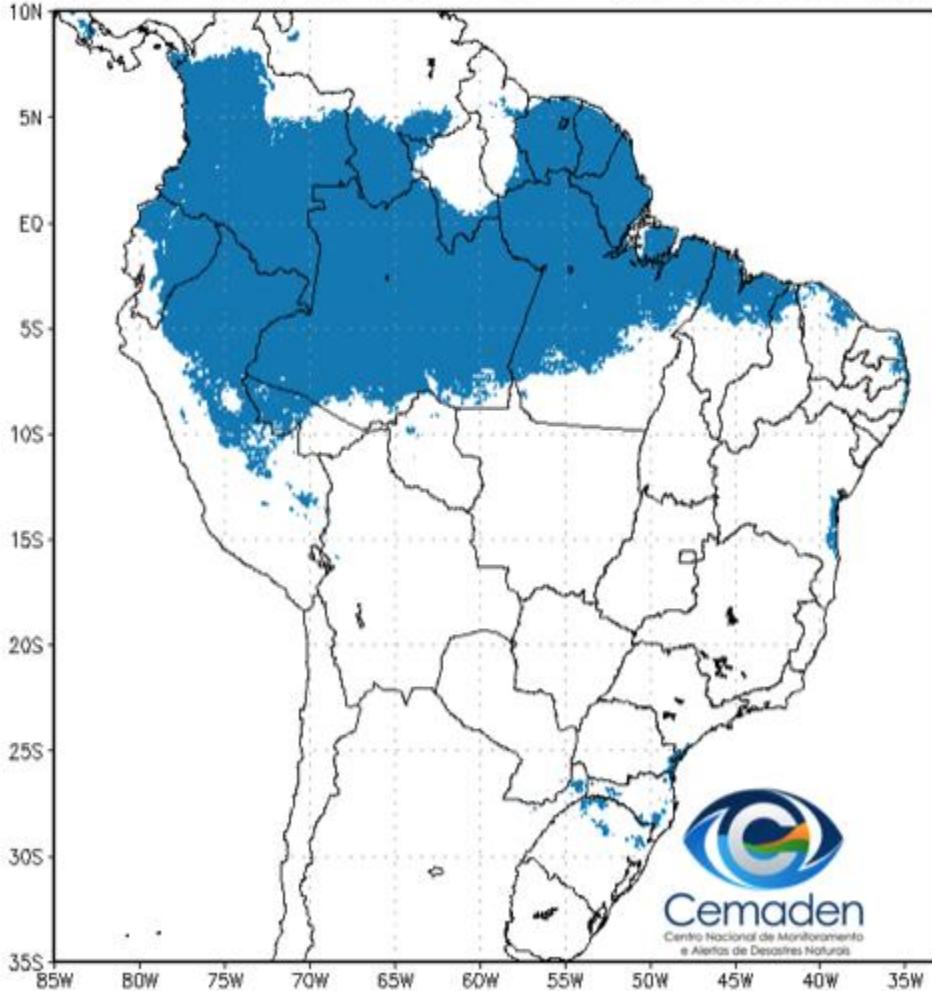 10N
5N
EQ
5S
10S
15S
20S
25S
30S
35S
85W 80W 75W 70W 65W 60W 55W 50W 45W 40W 35W
Cemaden
Centro Nacional de Monitoramento
e Alertas de Desastres Naturais